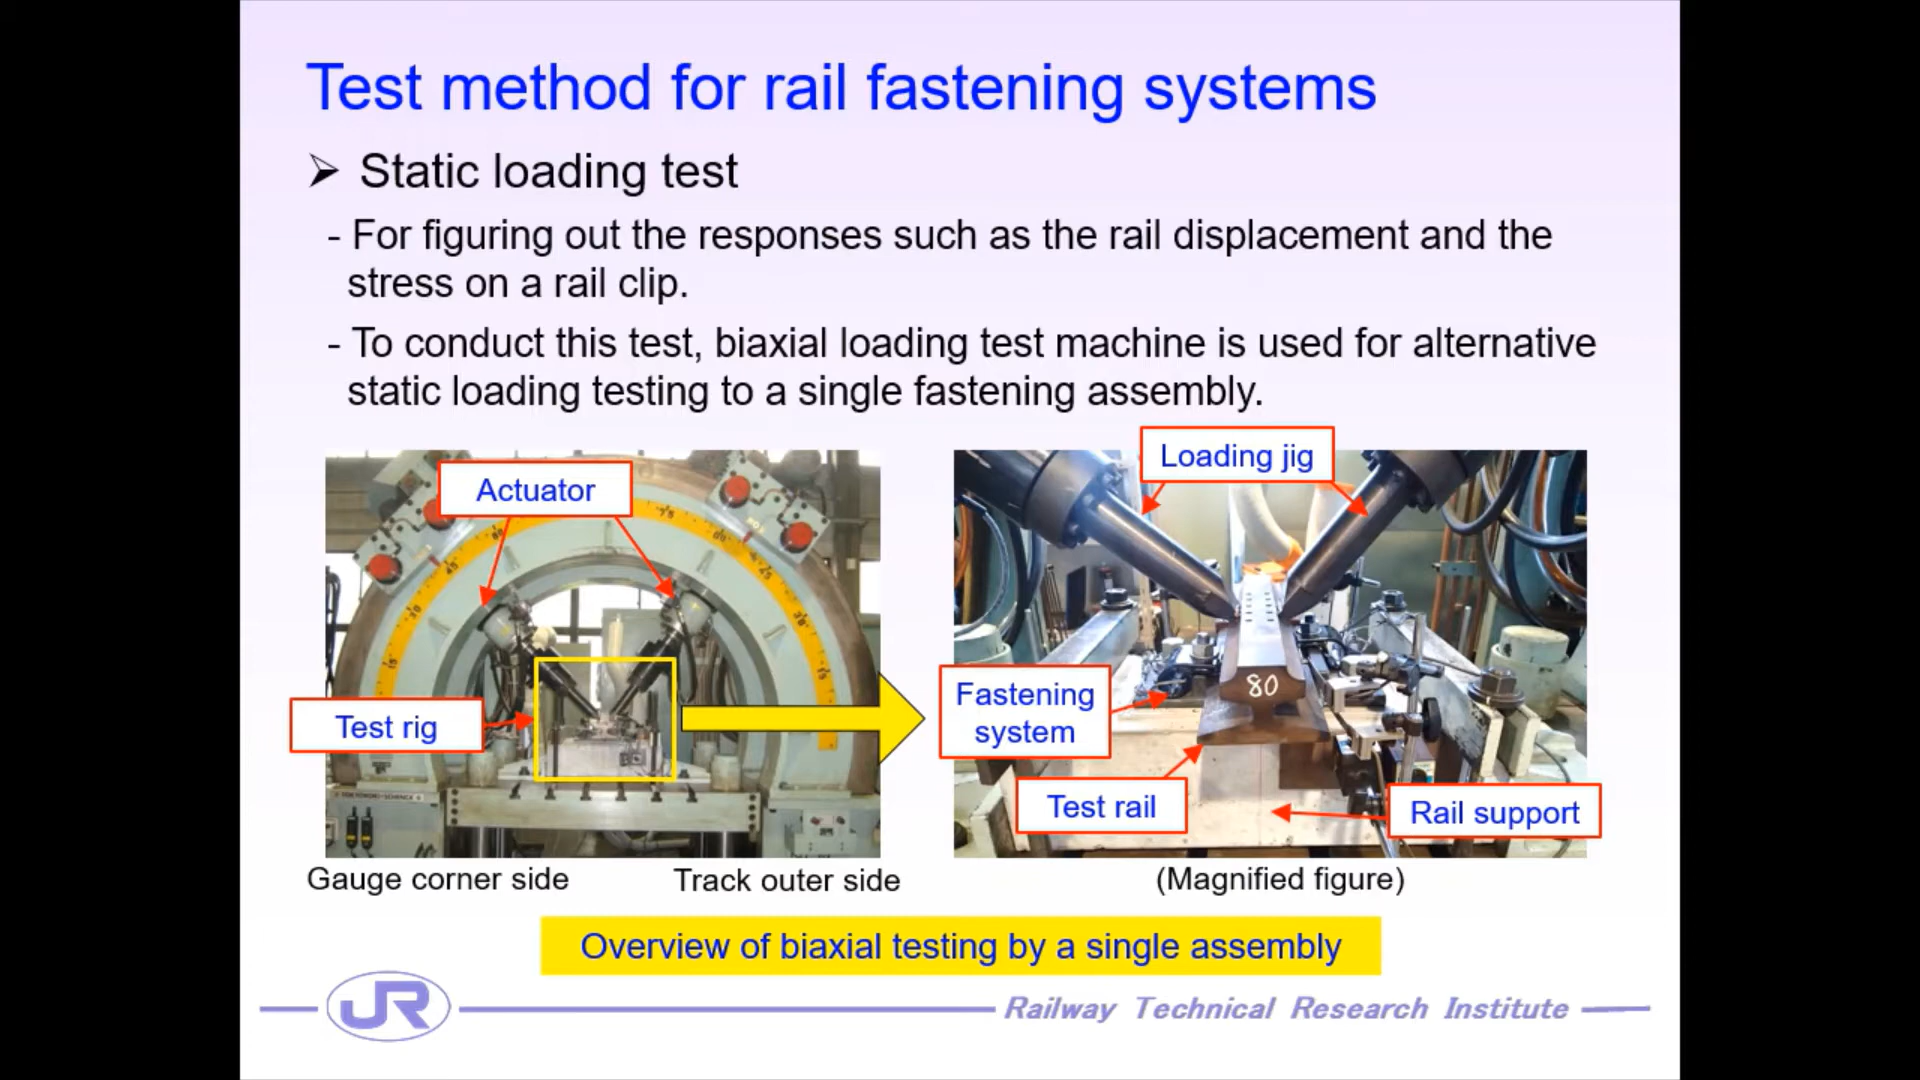 Test method for rail fastening systems
Static loading test
- For figuring out the responses such as the rail displacement and the
stress on a rail clip.
- To conduct this test, biaxial loading test machine is used for alternative
static loading testing to a single fastening assembly.
Actuator
Test rig
Loading jig
Fastening
system
80
Test rail
Rail support
Gauge corner side
Track outer side
(Magnified figure)
Overview of biaxial testing by a single assembly
JR
Railway Technical Research Institute